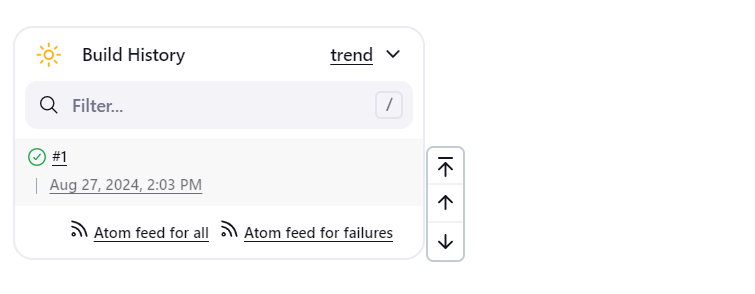 Build History trend
Filter... /
#1
Aug 27, 2024, 2:03 PM
Atom feed for all Atom feed for failures